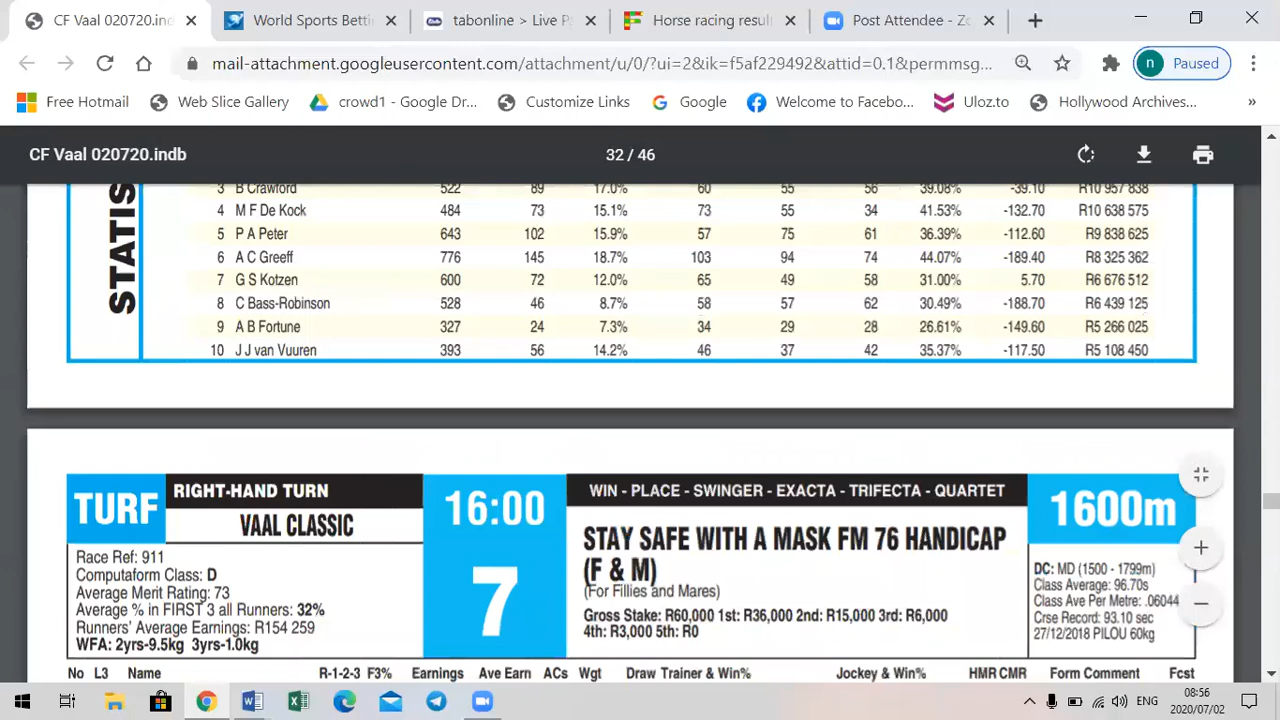 CF Vaal 020720.in
World Sports Bett
tabonline > Live P
Horse racing resul
Post Attendee - Zo
mail-attachment.googleusercontent.com/attachment/u/0/?ui=2&ik=f5af229492&attid=0.1&permmsg...
n Paused
Free Hotmail
Web Slice Gallery
crowd1 - Google Dr...
Customize Links
Google
Welcome to Facebo...
Uloz.to
Hollywood Archives...
»
CF Vaal 020720.indb
32 / 46
STATIS
3 B Crawford 522 89 17.0% 60 55 56 39.08% -39.10 R10 957 838
4 M F De Kock 484 73 15.1% 73 55 34 41.53% -132.70 R10 638 575
5 P A Peter 643 102 15.9% 57 75 61 36.39% -112.60 R9 838 625
6 A C Greeff 776 145 18.7% 103 94 74 44.07% -189.40 R8 325 362
7 G S Kotzen 600 72 12.0% 65 49 58 31.00% 5.70 R6 676 512
8 C Bass-Robinson 528 46 8.7% 58 57 62 30.49% -188.70 R6 439 125
9 A B Fortune 327 24 7.3% 34 29 28 26.61% -149.60 R5 266 025
10 J J van Vuuren 393 56 14.2% 46 37 42 35.37% -117.50 R5 108 450
TURF
RIGHT-HAND TURN
VAAL CLASSIC
Race Ref: 911
Computaform Class: D
Average Merit Rating: 73
Average % in FIRST 3 all Runners: 32%
Runners' Average Earnings: R154 259
WFA: 2yrs-9.5kg 3yrs-1.0kg
16:00
7
WIN - PLACE - SWINGER - EXACTA - TRIFECTA - QUARTET
STAY SAFE WITH A MASK FM 76 HANDICAP
(F & M)
(For Fillies and Mares)
Gross Stake: R60,000 1st: R36,000 2nd: R15,000 3rd: R6,000
4th: R3,000 5th: R0
1600m
DC: MD (1500 - 1799m)
Class Average: 96.70s
Class Ave Per Metre: .06044
Crse Record: 93.10 sec
27/12/2018 PILOU 60kg
No L3 Name R-1-2-3 F3% Earnings Ave Earn ACs Wgt Draw Trainer & Win% Jockey & Win% HMR CMR Form Comment Fcst
ENG
08:56
2020/07/02